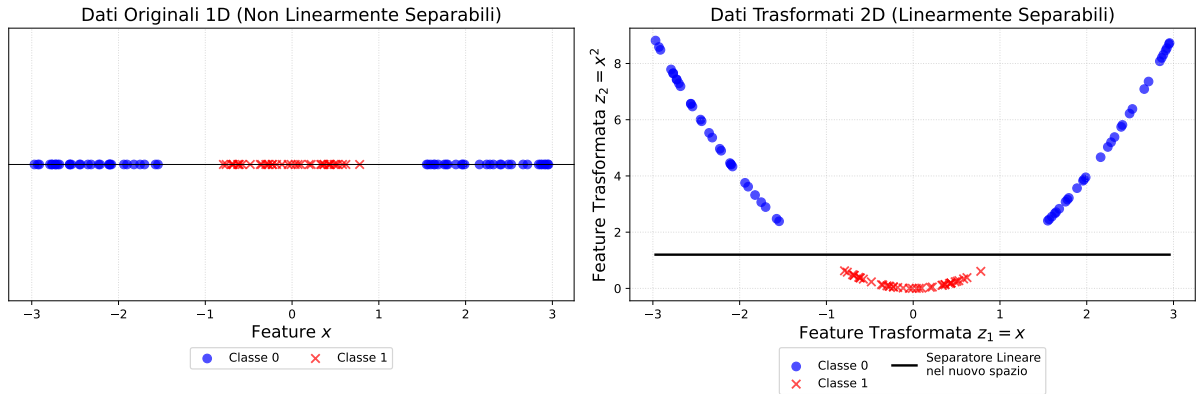 Dati Originali 1D (Non Linearmente Separabili)
−3 −2 −1 0 1 2 3
Feature x
Classe 0 Classe 1
Dati Trasformati 2D (Linearmente Separabili)
Feature Trasformata z₂ = x²
8
6
4
2
0
−3 −2 −1 0 1 2 3
Feature Trasformata z₁ = x
Classe 0
Classe 1
Separatore Lineare
nel nuovo spazio